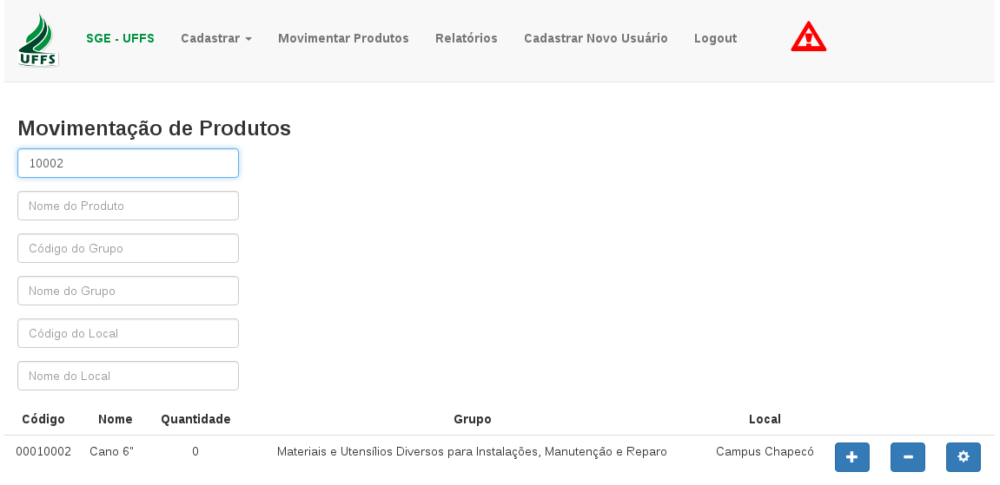 UFFS
SGE - UFFS Cadastrar Movimentar Produtos Relatórios Cadastrar Novo Usuário Logout
Movimentação de Produtos
10002
Nome do Produto
Código do Grupo
Nome do Grupo
Código do Local
Nome do Local
Código Nome Quantidade Grupo Local
00010002 Cano 6" 0 Materiais e Utensílios Diversos para Instalações, Manutenção e Reparo Campus Chapecó